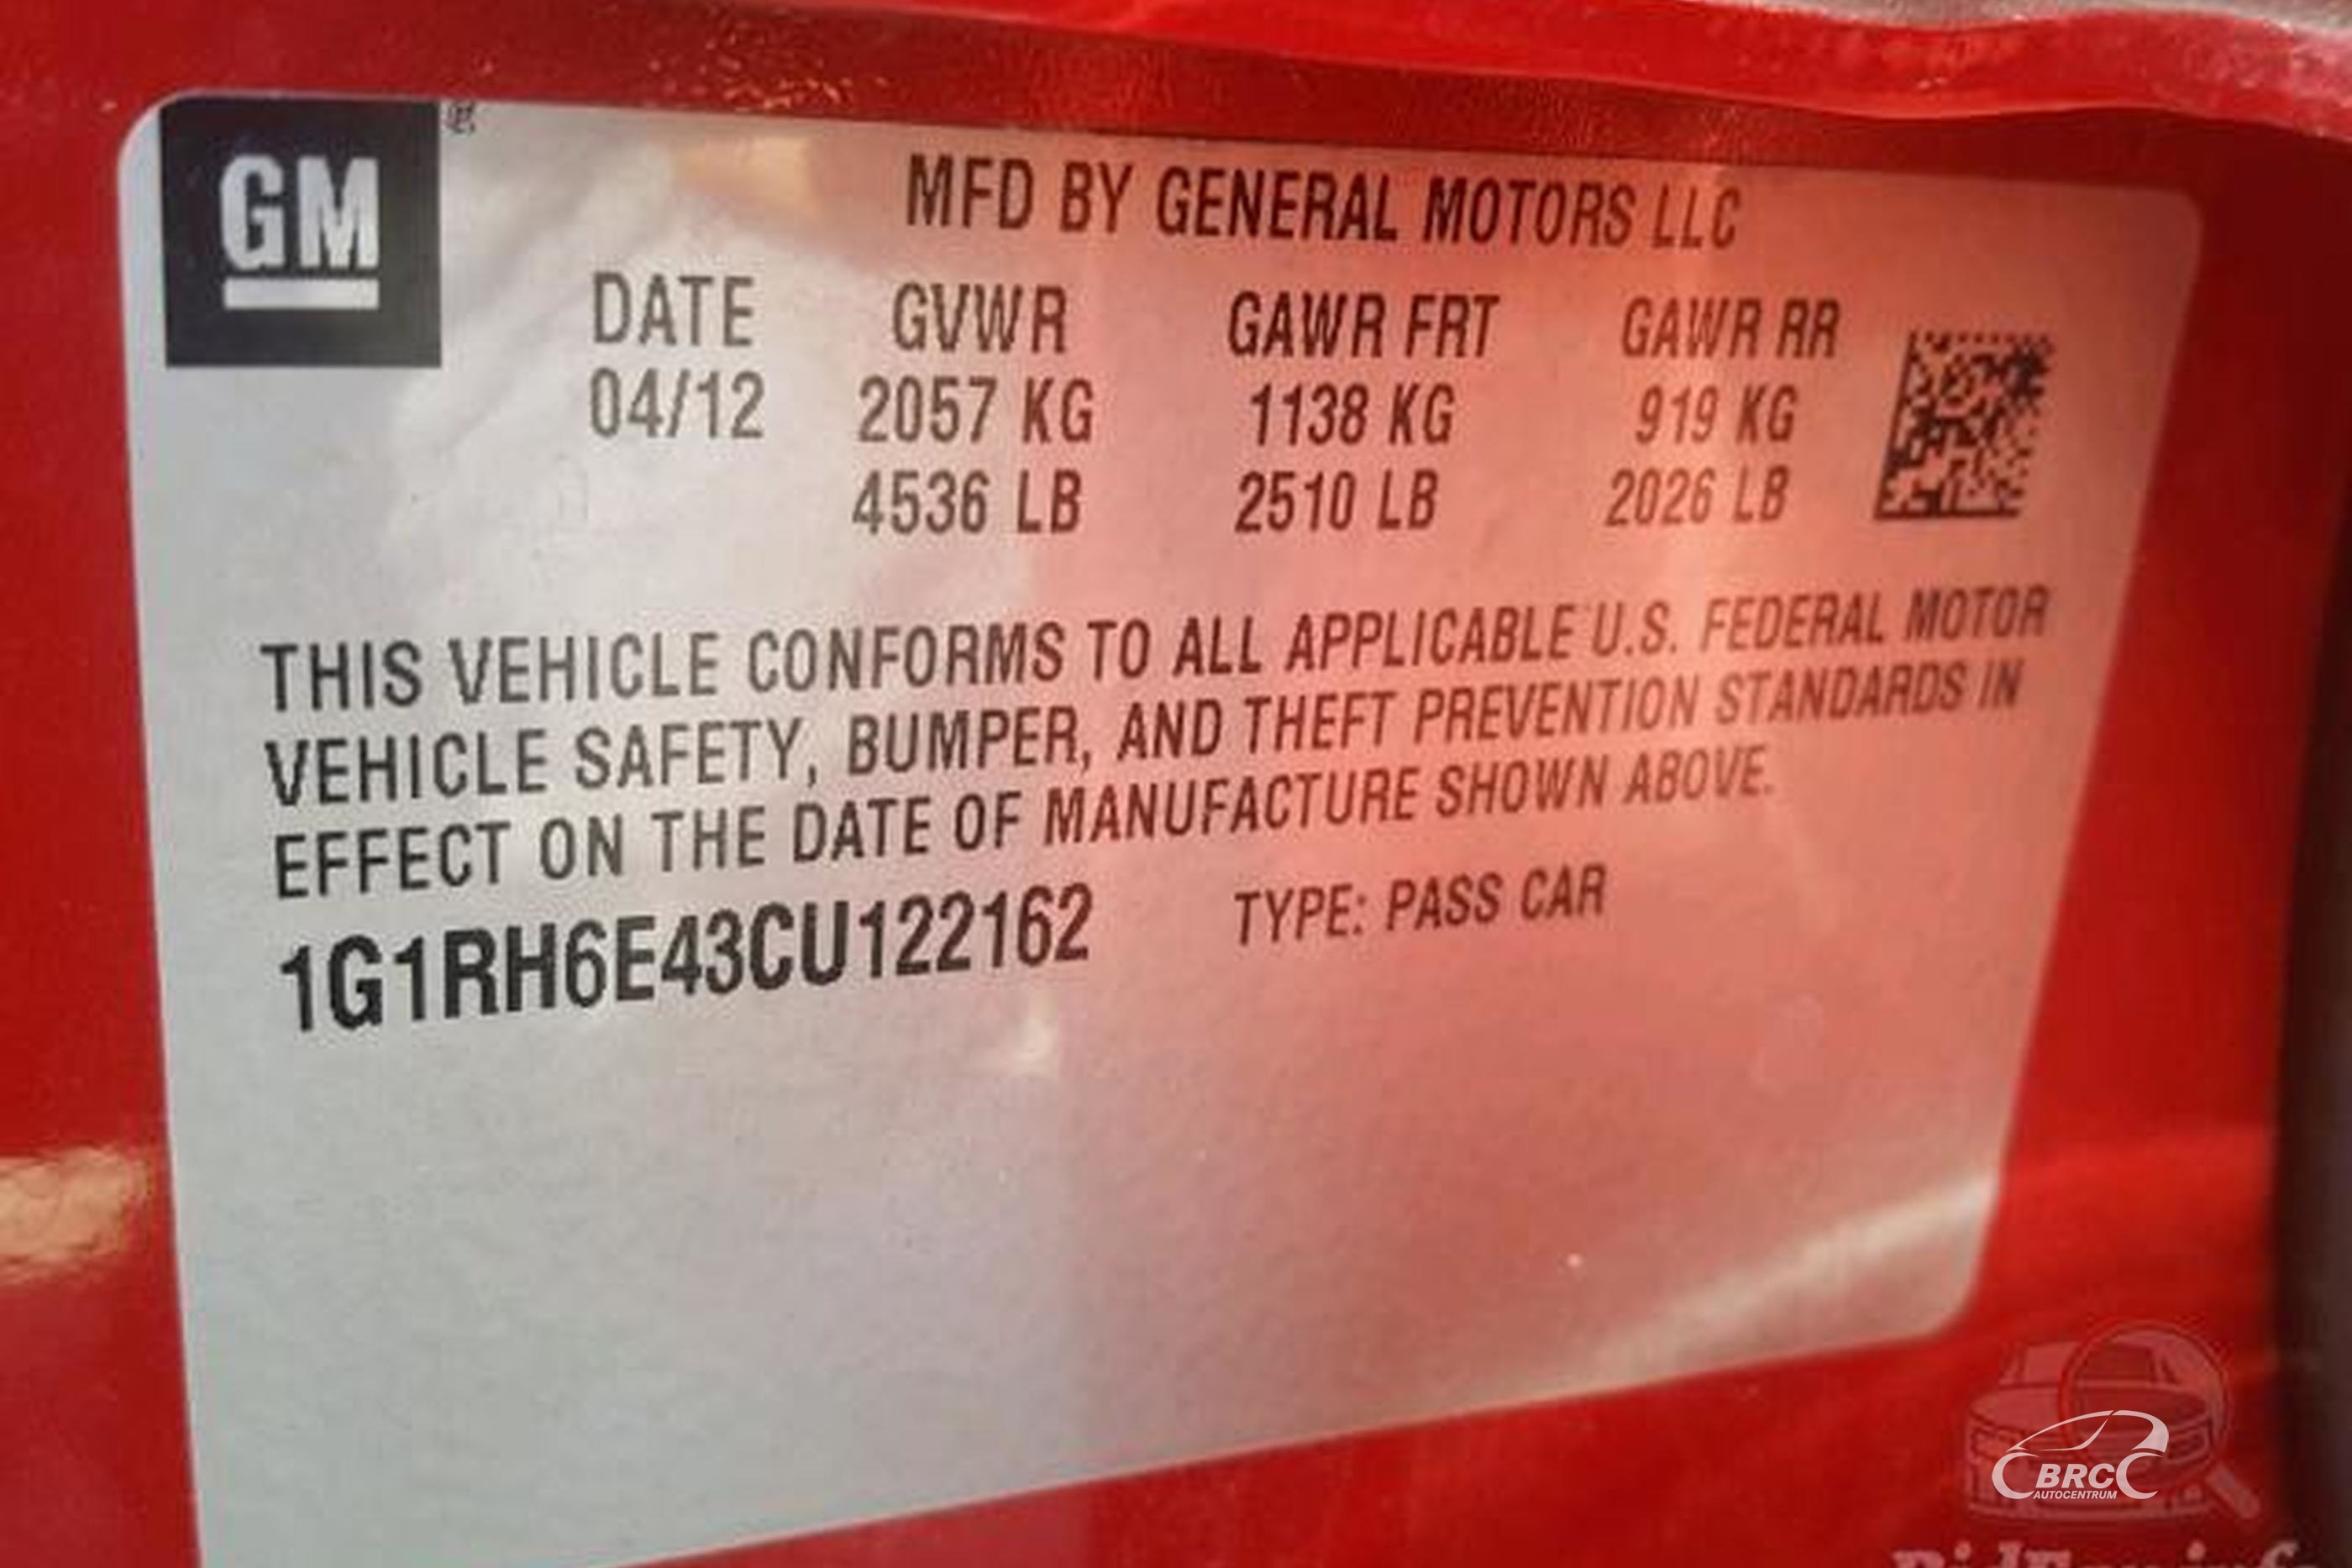 GM ®
MFD BY GENERAL MOTORS LLC
DATE GVWR GAWR FRT GAWR RR
04/12 2057 KG 1138 KG 919 KG
4536 LB 2510 LB 2026 LB
THIS VEHICLE CONFORMS TO ALL APPLICABLE U.S. FEDERAL MOTOR
VEHICLE SAFETY, BUMPER, AND THEFT PREVENTION STANDARDS IN
EFFECT ON THE DATE OF MANUFACTURE SHOWN ABOVE.
1G1RH6E43CU122162 TYPE: PASS CAR
BRC
AUTOCENTRUM